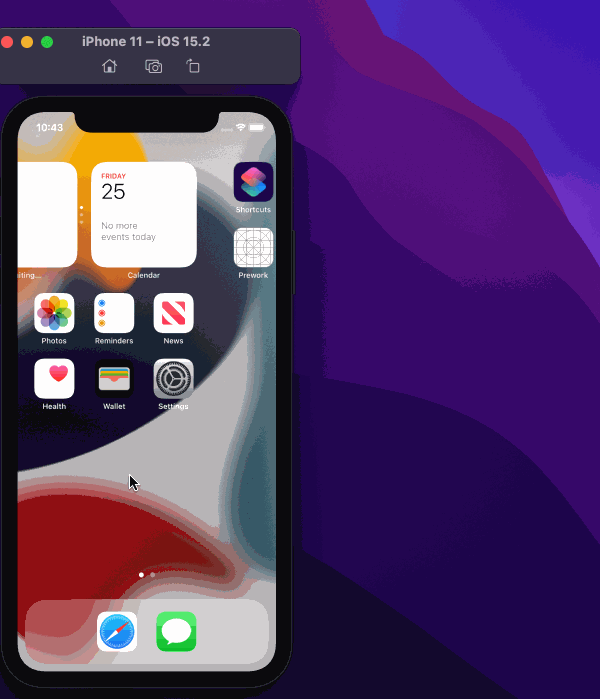 iPhone 11 – iOS 15.2
10:43
FRIDAY
25
No more
events today
Shortcuts
iting...
Calendar
Prework
Photos
Reminders
News
Health
Wallet
Settings